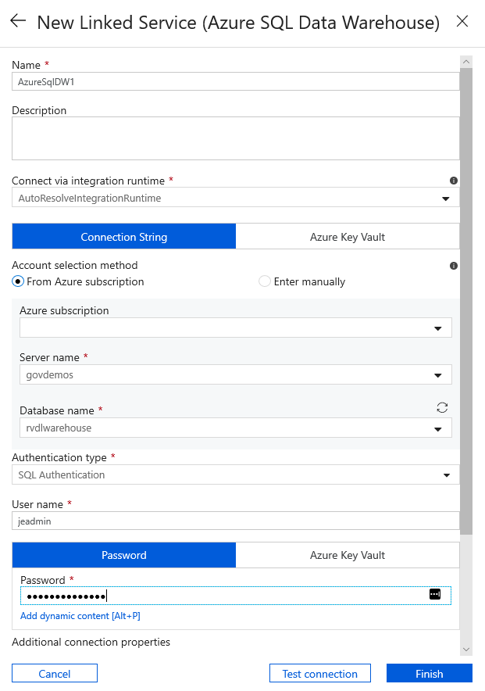 New Linked Service (Azure SQL Data Warehouse)
Name *
AzureSqlDW1
Description
Connect via integration runtime *
AutoResolveIntegrationRuntime
Connection String
Azure Key Vault
Account selection method
From Azure subscription
Enter manually
Azure subscription
Server name *
govdemos
Database name *
rvdlwarehouse
Authentication type *
SQL Authentication
User name *
jeadmin
Password
Azure Key Vault
Password *
••••••••••••••
Add dynamic content [Alt+P]
Additional connection properties
Cancel
Test connection
Finish